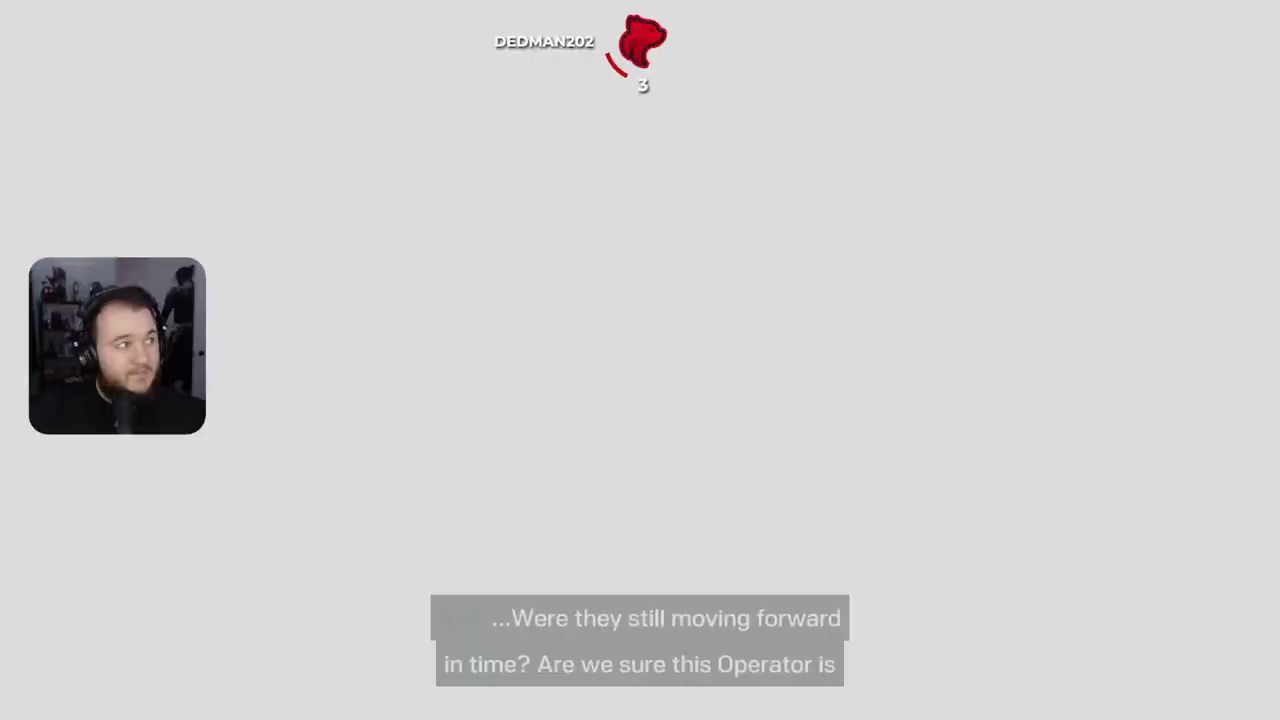 DEDMAN202
3
...Were they still moving forward
in time? Are we sure this Operator is